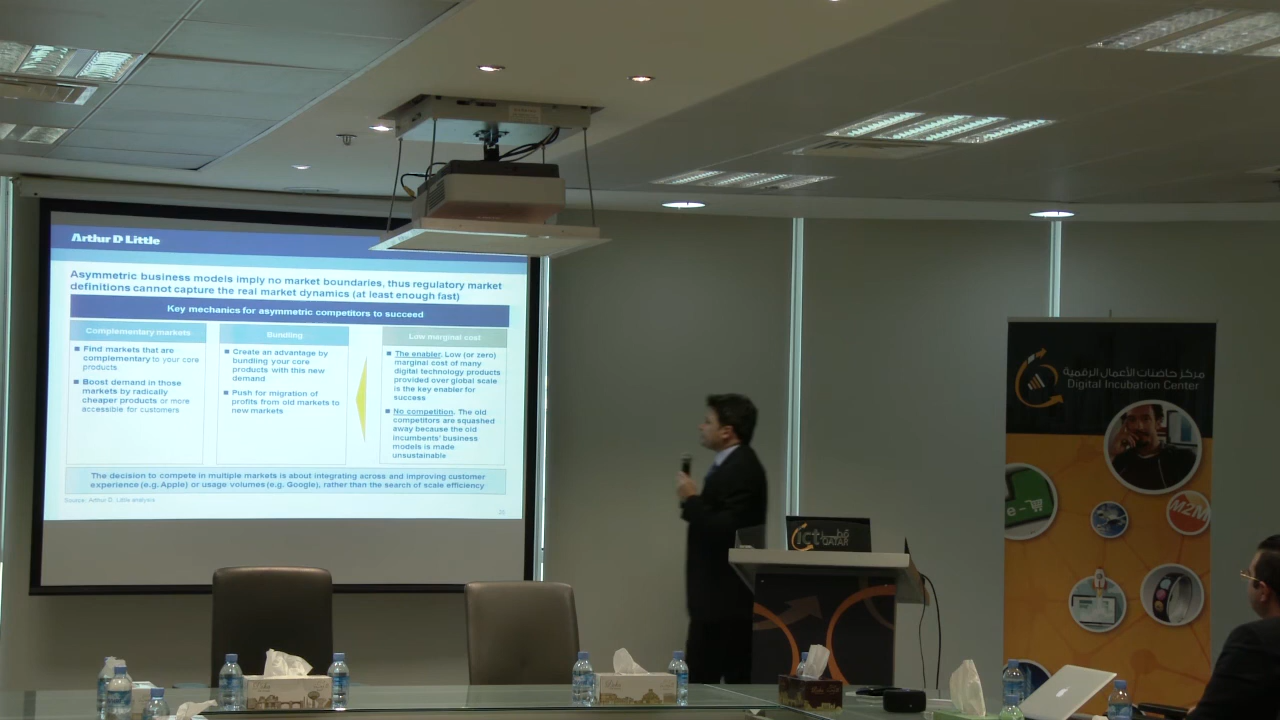 Arthur D Little
Asymmetric business models imply no market boundaries, thus regulatory market
definitions cannot capture the real market dynamics (at least enough fast)
Key mechanics for asymmetric competitors to succeed
Complementary markets
Find markets that are
complementary to your core
products
Boost demand in those
markets by radically
cheaper products or more
accessible for customers
Bundling
Create an advantage by
bundling your core
products with this new
demand
Push for migration of
profits from old markets to
new markets
Low marginal cost
The enabler. Low (or zero)
marginal cost of many
digital technology products
provided over global scale
is the key enabler for
success
No competition. The old
competitors are squashed
away because the old
incumbents' business
models is made
unsustainable
The decision to compete in multiple markets is about integrating across and improving customer
experience (e.g. Apple) or usage volumes (e.g. Google), rather than the search of scale efficiency
Source: Arthur D. Little analysis
ict
QATAR
مركز حاضنات الأعمال الرقمية
Digital Incubation Center
e-
M2M